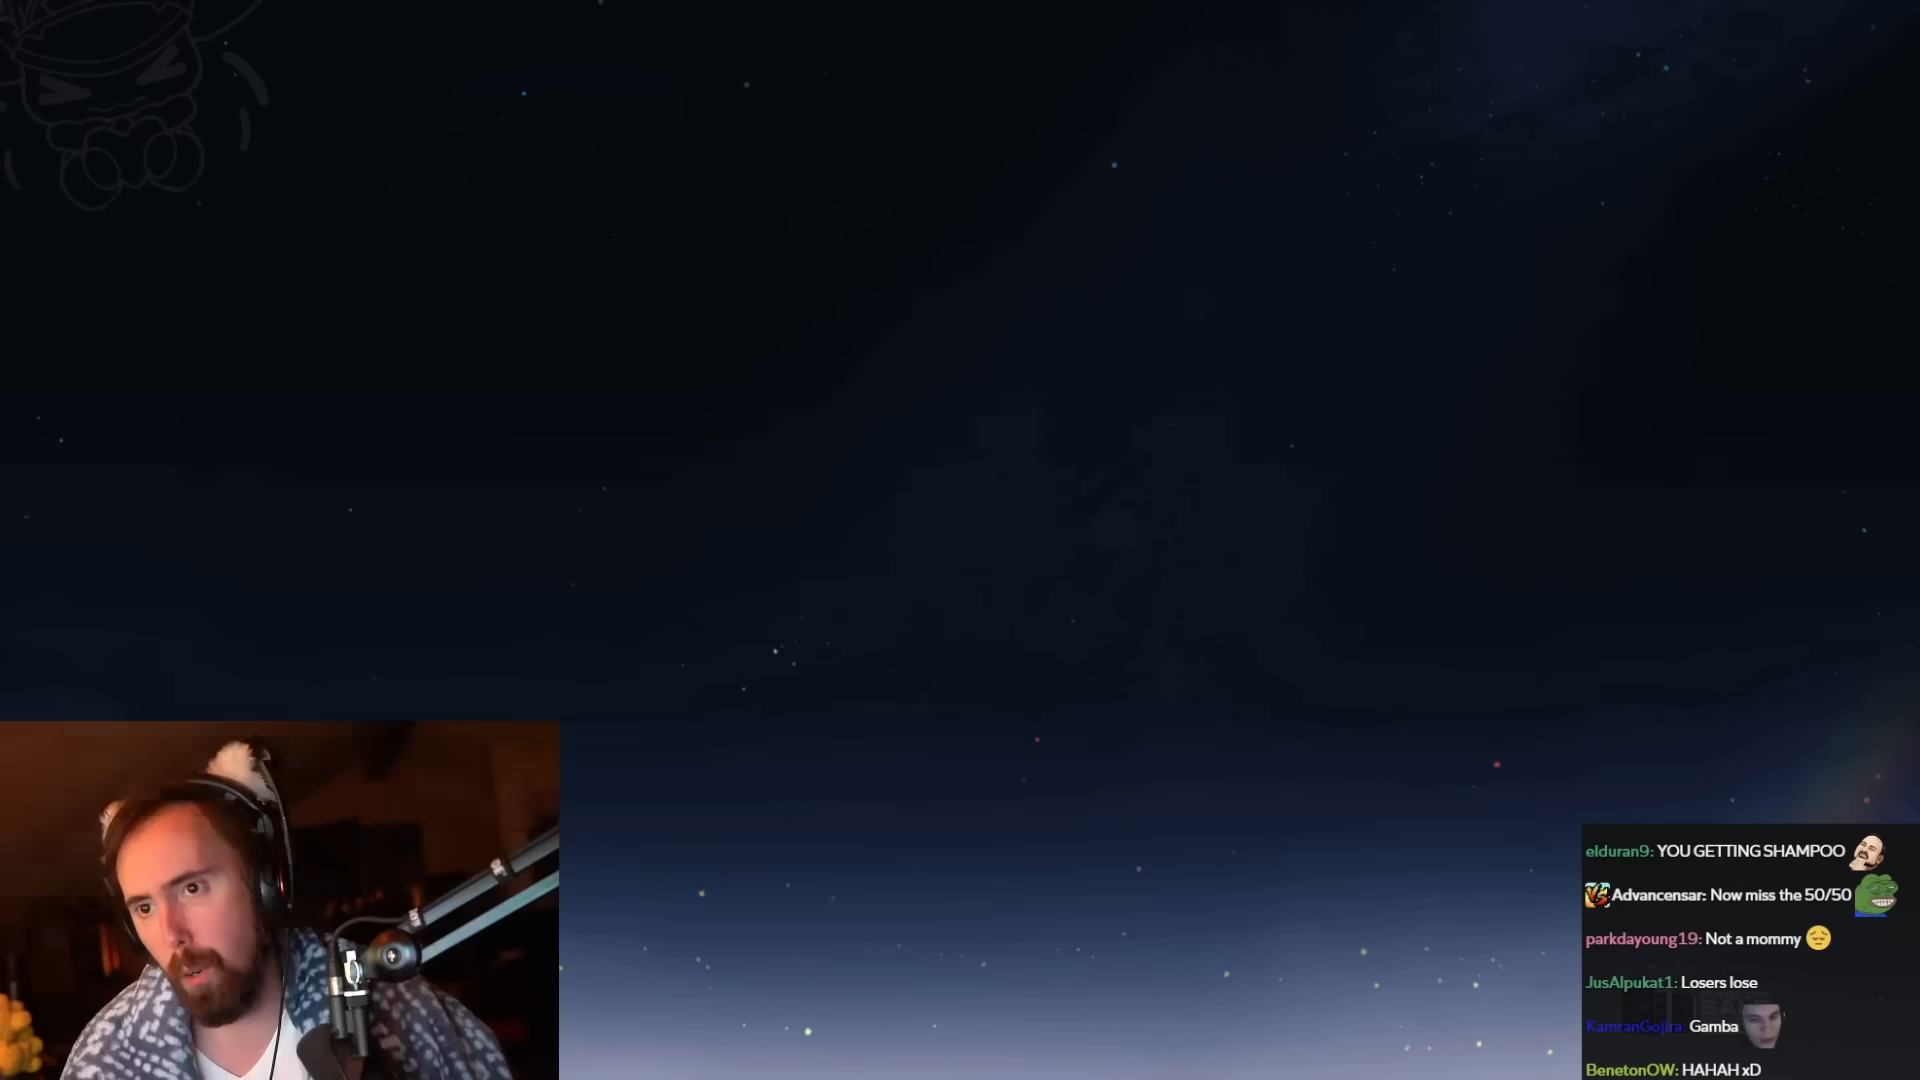 elduran9: YOU GETTING SHAMPOO
Advancensar: Now miss the 50/50
parkdayoung19: Not a mommy
JusAlpukat1: Losers lose
KamranGojira: Gamba
BenetonOW: HAHAH xD